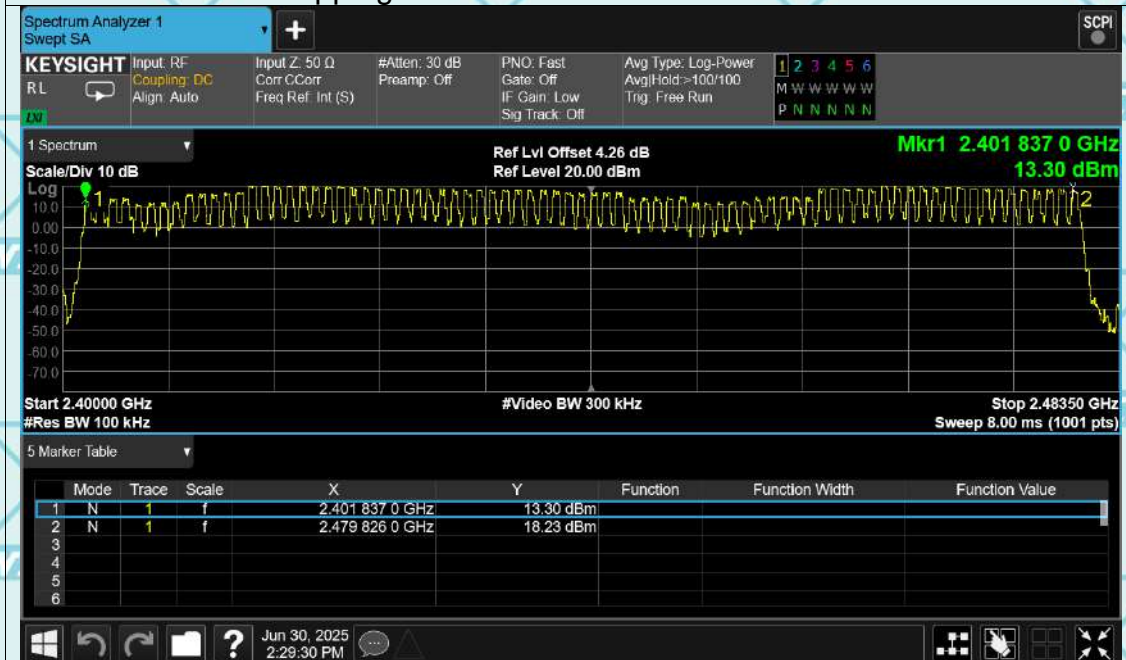 Spectrum Analyzer 1
Swept SA
+
SCPI
KEYSIGHT
RL
LXI
Input: RF
Coupling: DC
Align: Auto
Input Z: 50 Ω
Corr CCorr
Freq Ref: Int (S)
#Atten: 30 dB
Preamp: Off
PNO: Fast
Gate: Off
IF Gain: Low
Sig Track: Off
Avg Type: Log-Power
Avg|Hold:>100/100
Trig: Free Run
1 2 3 4 5 6
M W W W W W
P N N N N N
1 Spectrum
Scale/Div 10 dB
Ref Lvl Offset 4.26 dB
Ref Level 20.00 dBm
Mkr1 2.401 837 0 GHz
13.30 dBm
Log
10.0
0.00
-10.0
-20.0
-30.0
-40.0
-50.0
-60.0
-70.0
1
2
Start 2.40000 GHz
#Res BW 100 kHz
#Video BW 300 kHz
Stop 2.48350 GHz
Sweep 8.00 ms (1001 pts)
5 Marker Table
Mode Trace Scale X Y Function Function Width Function Value
1 N 1 f 2.401 837 0 GHz 13.30 dBm
2 N 1 f 2.479 826 0 GHz 18.23 dBm
3
4
5
6
?
Jun 30, 2025
2:29:30 PM